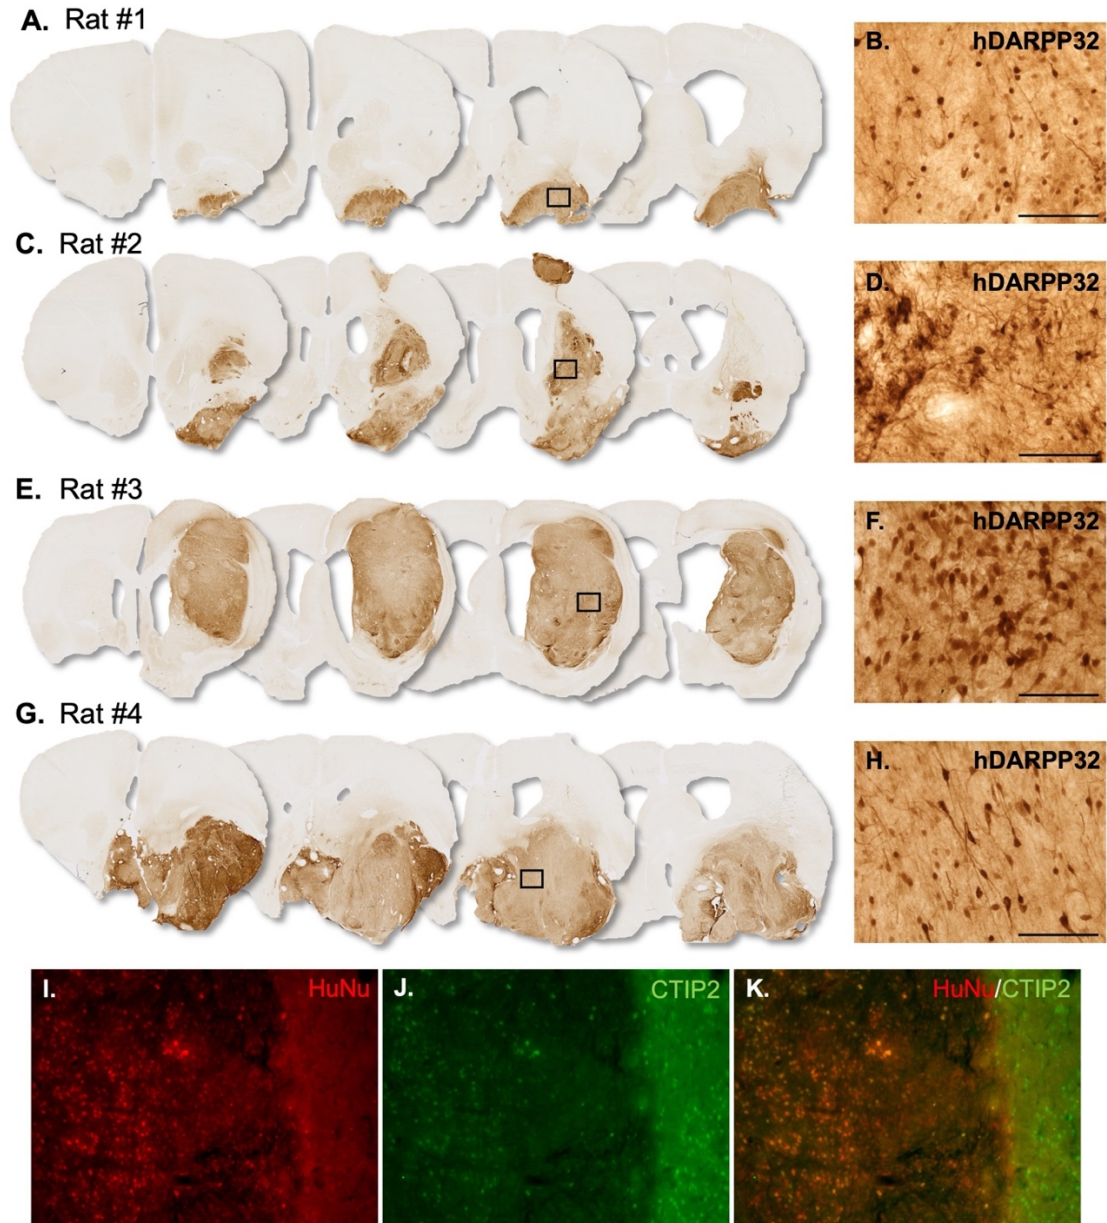 A. Rat #1
B. hDARPP32
C. Rat #2
D. hDARPP32
E. Rat #3
F. hDARPP32
G. Rat #4
H. hDARPP32
I. HuNu
J. CTIP2
K. HuNu/CTIP2